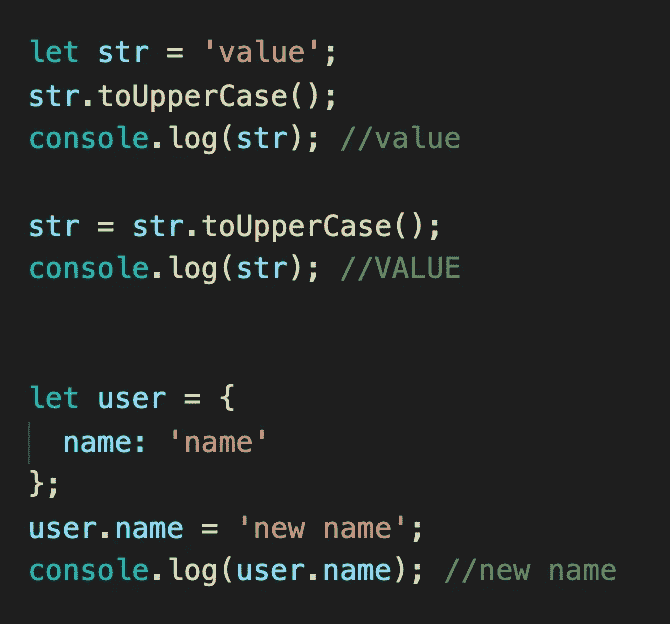 let str = 'value';
str.toUpperCase();
console.log(str); //value
str = str.toUpperCase();
console.log(str); //VALUE
let user = {
name: 'name'
};
user.name = 'new name';
console.log(user.name); //new name